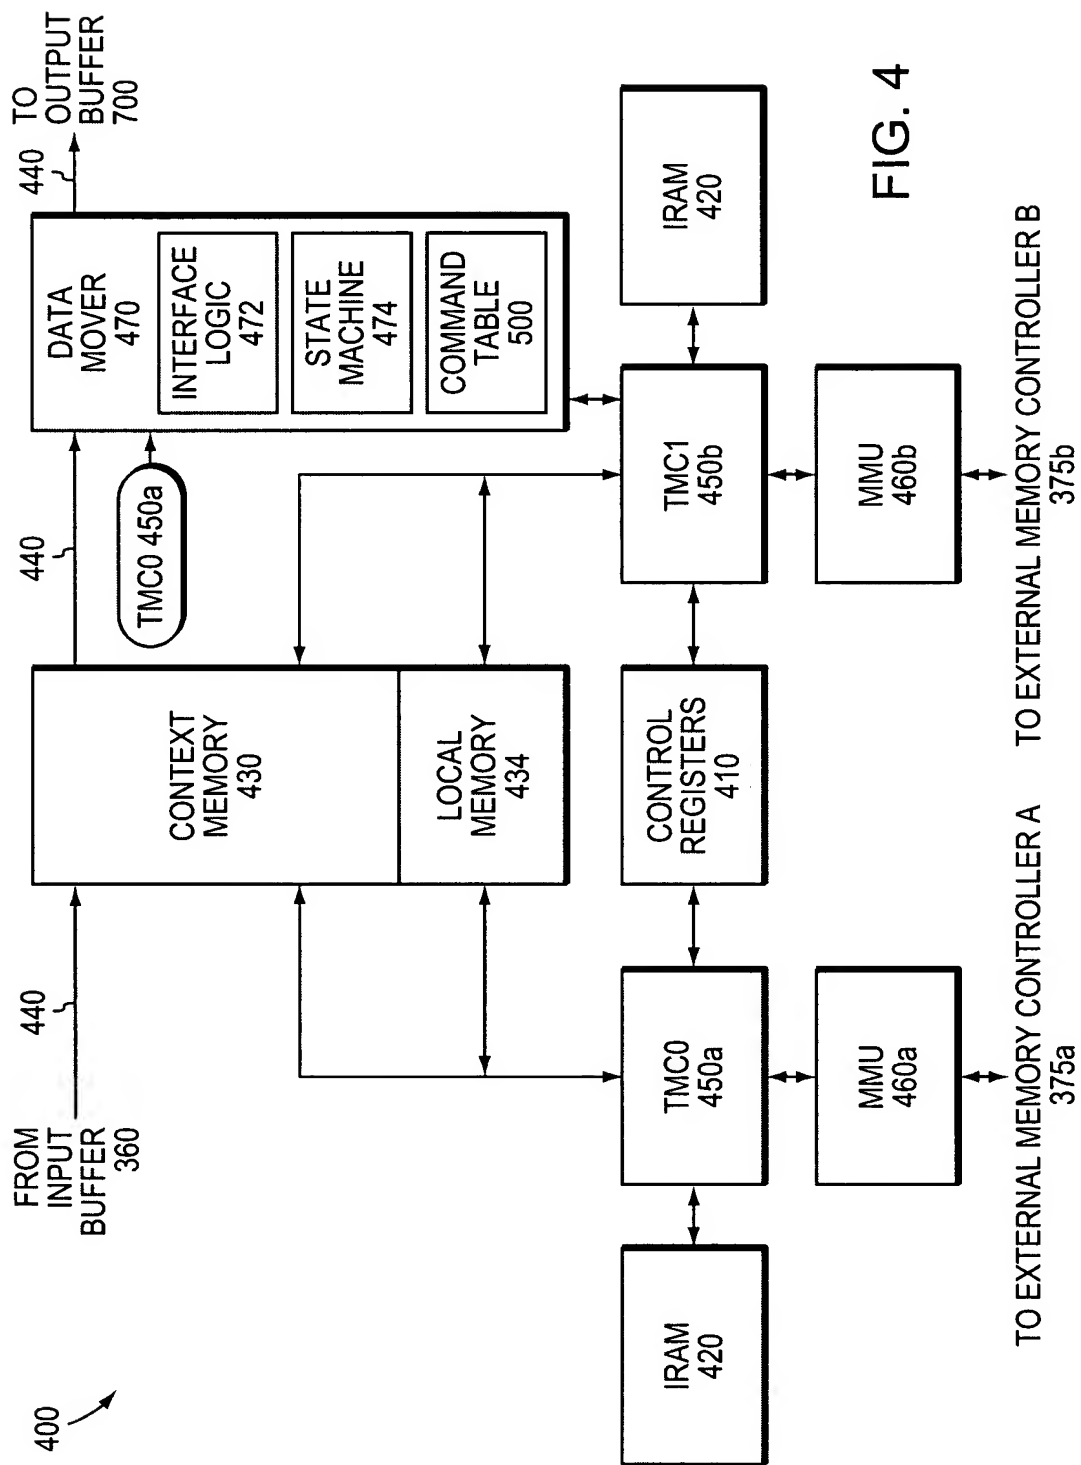 400
FROM
INPUT
BUFFER
360
440
CONTEXT
MEMORY
430
LOCAL
MEMORY
434
440
TMC0 450a
DATA
MOVER
470
INTERFACE
LOGIC
472
STATE
MACHINE
474
COMMAND
TABLE
500
440
TO
OUTPUT
BUFFER
700
IRAM
420
TMC0
450a
CONTROL
REGISTERS
410
TMC1
450b
IRAM
420
MMU
460a
MMU
460b
TO EXTERNAL MEMORY CONTROLLER A
375a
TO EXTERNAL MEMORY CONTROLLER B
375b
FIG. 4